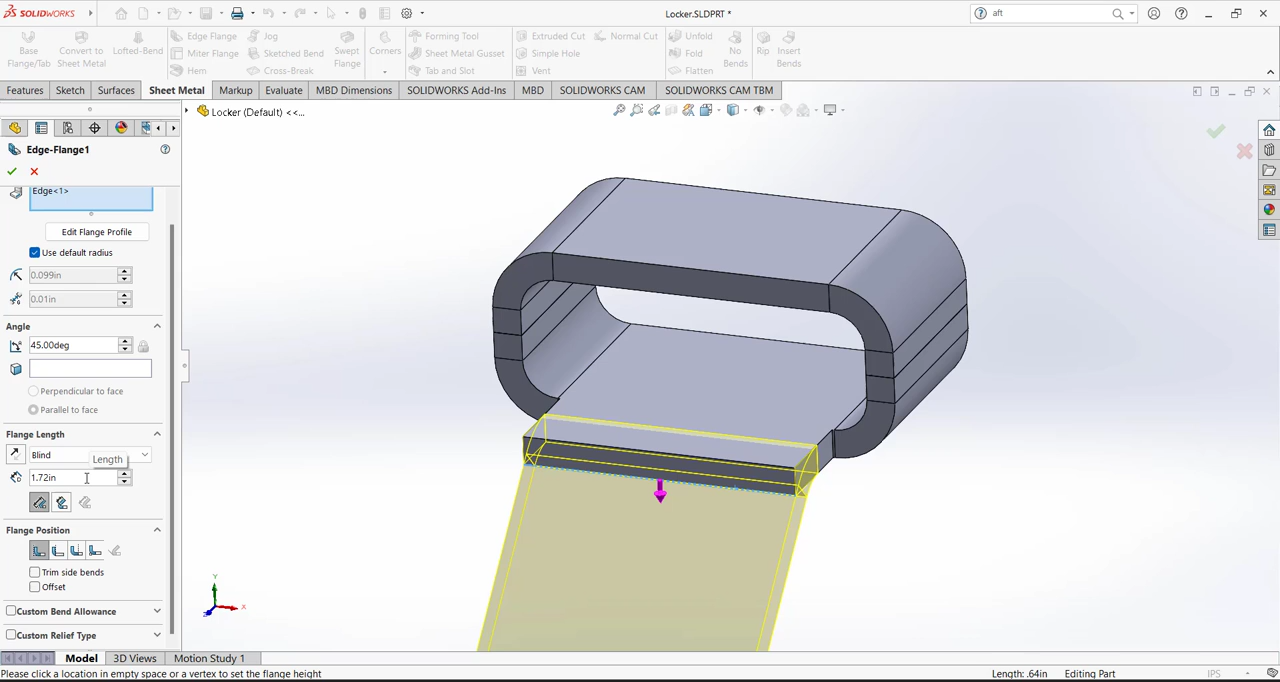 SOLIDWORKS
Locker.SLDPRT *
aft
Base Flange/Tab
Convert to Sheet Metal
Lofted-Bend
Edge Flange
Miter Flange
Hem
Jog
Sketched Bend
Cross-Break
Swept Flange
Corners
Forming Tool
Sheet Metal Gusset
Tab and Slot
Extruded Cut
Simple Hole
Vent
Normal Cut
Unfold
Fold
Flatten
No Bends
Rip
Insert Bends
Features
Sketch
Surfaces
Sheet Metal
Markup
Evaluate
MBD Dimensions
SOLIDWORKS Add-Ins
MBD
SOLIDWORKS CAM
SOLIDWORKS CAM TBM
Locker (Default) <<...
Edge-Flange1
Edge<1>
Edit Flange Profile
Use default radius
0.099in
0.01in
Angle
45.00deg
Perpendicular to face
Parallel to face
Flange Length
Blind
Length
1.72in
Flange Position
Trim side bends
Offset
Custom Bend Allowance
Custom Relief Type
Y
X
Z
Model
3D Views
Motion Study 1
Please click a location in empty space or a vertex to set the flange height
Length: .64in
Editing Part
IPS